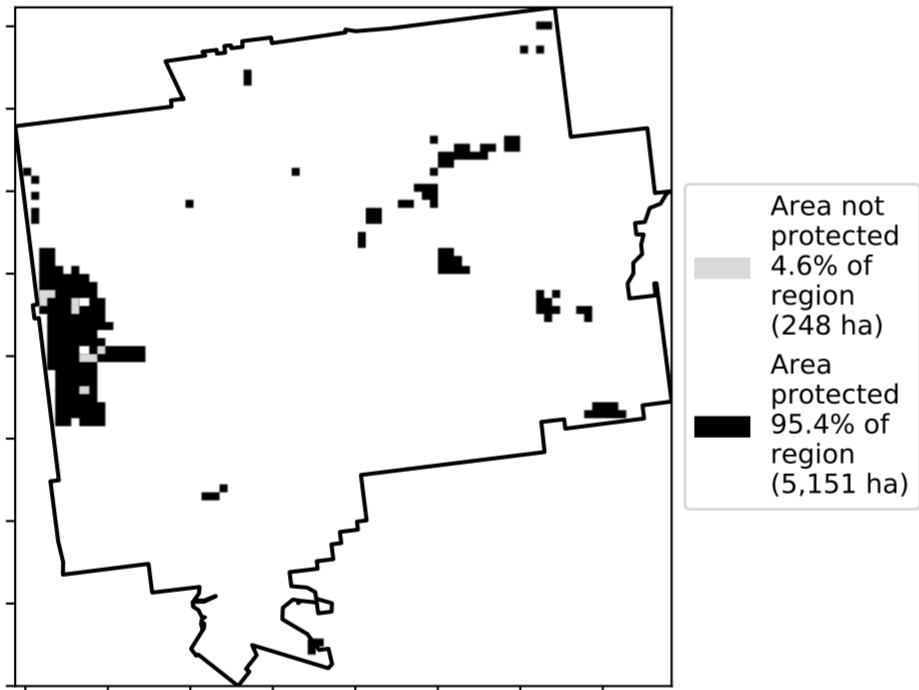 Area not
protected
4.6% of
region
(248 ha)
Area
protected
95.4% of
region
(5,151 ha)